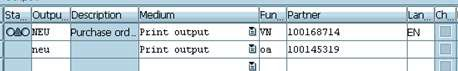 Sta... Outpu... Description Medium Fun... Partner Lan... Ch...
NEU Purchase ord... Print output VN 100168714 EN
neu Print output oa 100145319